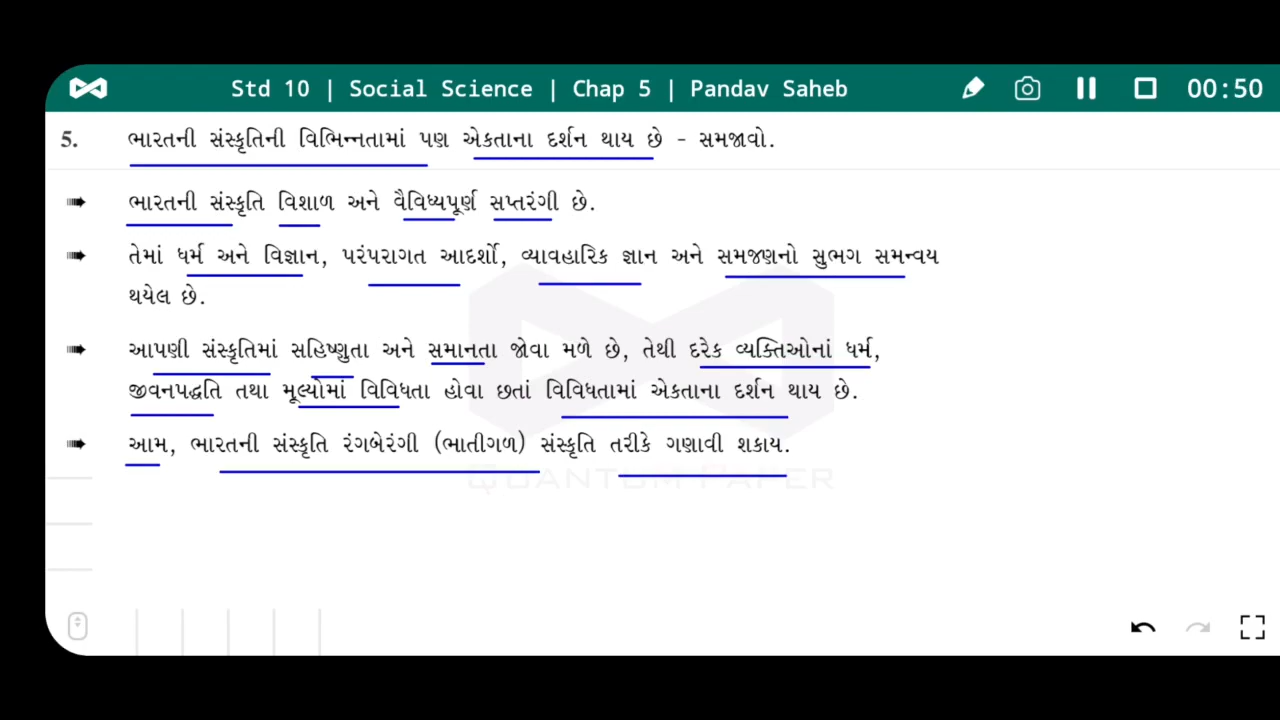 Std 10 | Social Science | Chap 5 | Pandav Saheb 00:50
5. ભારતની સંસ્કૃતિની વિભિન્નતામાં પણ એકતાના દર્શન થાય છે - સમજાવો.
➠ ભારતની સંસ્કૃતિ વિશાળ અને વૈવિધ્યપૂર્ણ સપ્તરંગી છે.
➠ તેમાં ધર્મ અને વિજ્ઞાન, પરંપરાગત આદર્શો, વ્યાવહારિક જ્ઞાન અને સમજણનો સુભગ સમન્વય
થયેલ છે.
➠ આપણી સંસ્કૃતિમાં સહિષ્ણુતા અને સમાનતા જોવા મળે છે, તેથી દરેક વ્યક્તિઓનાં ધર્મ,
જીવનપદ્ધતિ તથા મૂલ્યોમાં વિવિધતા હોવા છતાં વિવિધતામાં એકતાના દર્શન થાય છે.
➠ આમ, ભારતની સંસ્કૃતિ રંગબેરંગી (ભાતીગળ) સંસ્કૃતિ તરીકે ગણાવી શકાય.
QUANTUM PAPER